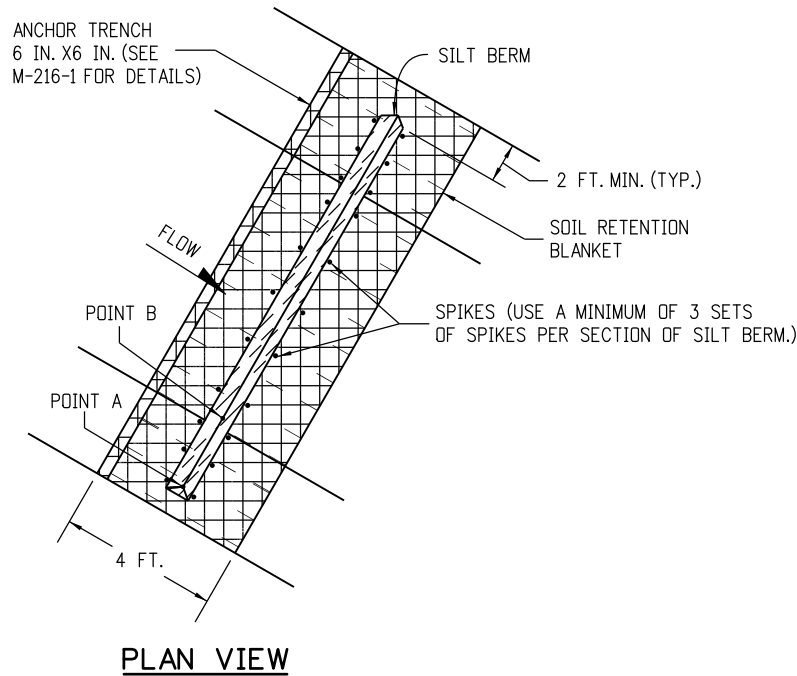 ANCHOR TRENCH
6 IN. X6 IN. (SEE
M-216-1 FOR DETAILS)
SILT BERM
2 FT. MIN. (TYP.)
SOIL RETENTION
BLANKET
FLOW
POINT B
SPIKES (USE A MINIMUM OF 3 SETS
OF SPIKES PER SECTION OF SILT BERM.)
POINT A
4 FT.
PLAN VIEW